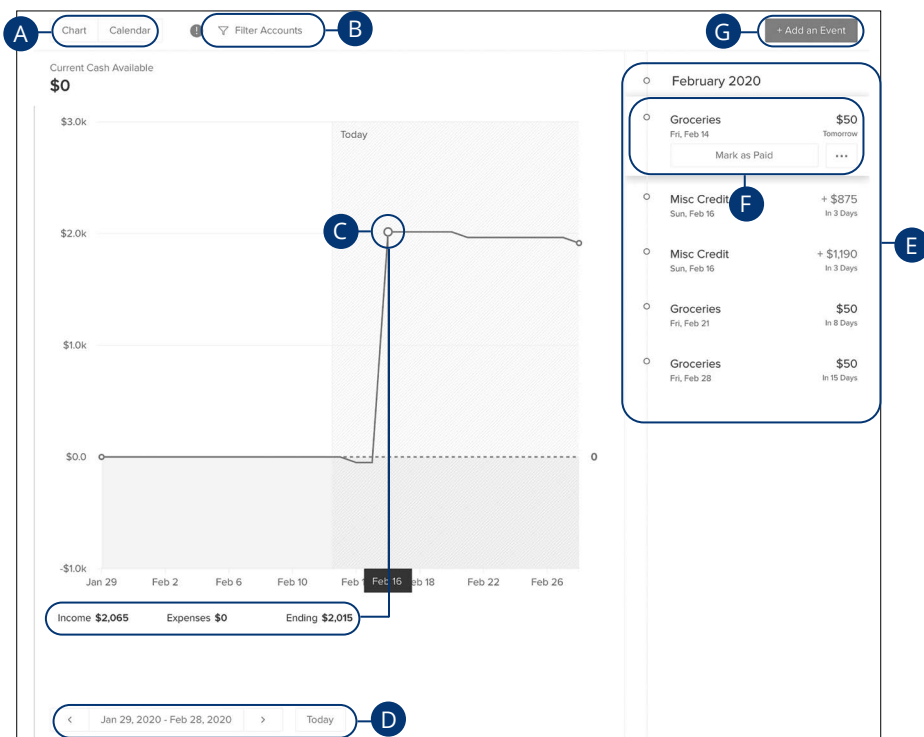 A
Chart
Calendar
!
Filter Accounts
B
G
+ Add an Event
Current Cash Available
$0
$3.0k
Today
$2.0k
C
$1.0k
$0.0
0
-$1.0k
Jan 29
Feb 2
Feb 6
Feb 10
Feb 1
Feb 16
eb 18
Feb 22
Feb 26
Income $2,065
Expenses $0
Ending $2,015
<
Jan 29, 2020 - Feb 28, 2020
>
Today
D
February 2020
Groceries
$50
Fri, Feb 14
Tomorrow
Mark as Paid
...
F
Misc Credit
+ $875
Sun, Feb 16
In 3 Days
E
Misc Credit
+ $1,190
Sun, Feb 16
In 3 Days
Groceries
$50
Fri, Feb 21
In 8 Days
Groceries
$50
Fri, Feb 28
In 15 Days